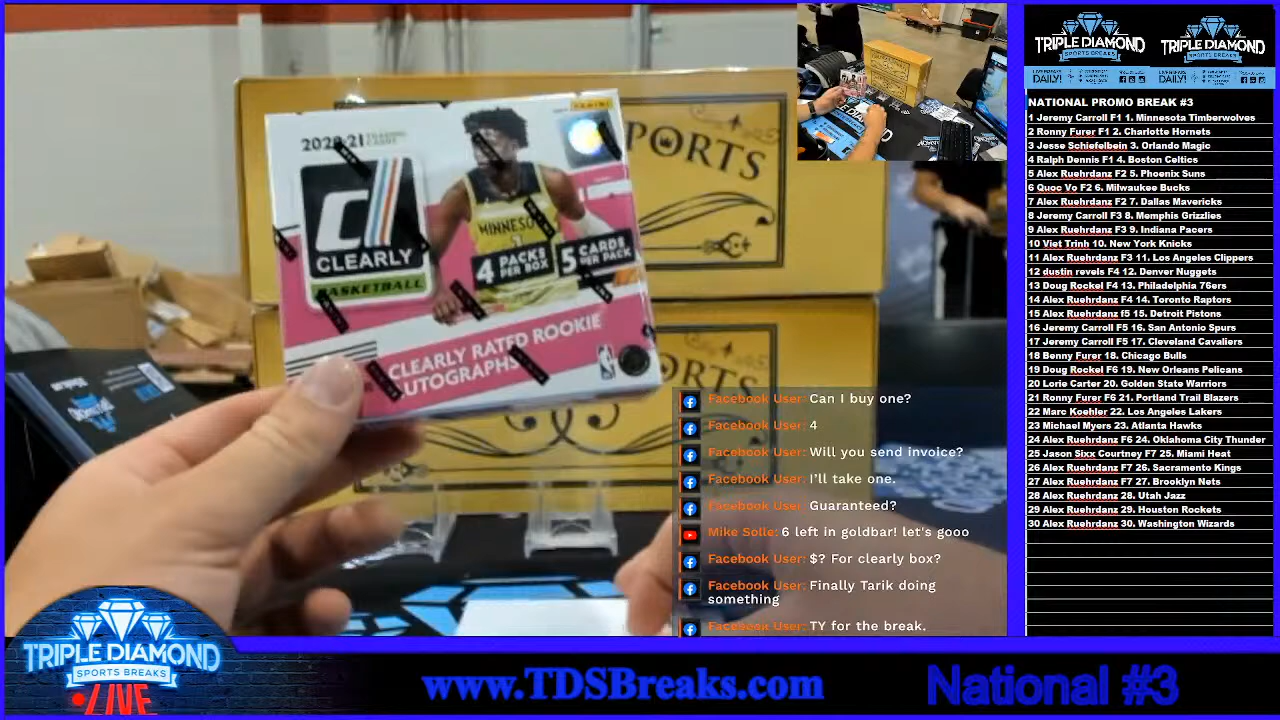 2020-21 TRADING CARDS
PANINI
CLEARLY
BASKETBALL
MINNESO
1
4 PACKS PER BOX
5 CARDS PER PACK
CLEARLY RATED ROOKIE
AUTOGRAPHS
NBA
PORTS
PORTS
Facebook User: Can I buy one?
Facebook User: 4
Facebook User: Will you send invoice?
Facebook User: I'll take one.
Facebook User: Guaranteed?
Mike Solle: 6 left in goldbar! let's gooo
Facebook User: $? For clearly box?
Facebook User: Finally Tarik doing
something
Facebook User: TY for the break.
TRIPLE DIAMOND
SPORTS BREAKS
TRIPLE DIAMOND
SPORTS BREAKS
LIVE BREAKS
DAILY!
LIVE BREAKS
DAILY!
NATIONAL PROMO BREAK #3
1 Jeremy Carroll F1 1. Minnesota Timberwolves
2 Ronny Furer F1 2. Charlotte Hornets
3 Jesse Schiefelbein 3. Orlando Magic
4 Ralph Dennis F1 4. Boston Celtics
5 Alex Ruehrdanz F2 5. Phoenix Suns
6 Quoc Vo F2 6. Milwaukee Bucks
7 Alex Ruehrdanz F2 7. Dallas Mavericks
8 Jeremy Carroll F3 8. Memphis Grizzlies
9 Alex Ruehrdanz F3 9. Indiana Pacers
10 Viet Trinh 10. New York Knicks
11 Alex Ruehrdanz F3 11. Los Angeles Clippers
12 dustin revels F4 12. Denver Nuggets
13 Doug Rockel F4 13. Philadelphia 76ers
14 Alex Ruehrdanz F4 14. Toronto Raptors
15 Alex Ruehrdanz f5 15. Detroit Pistons
16 Jeremy Carroll F5 16. San Antonio Spurs
17 Jeremy Carroll F5 17. Cleveland Cavaliers
18 Benny Furer 18. Chicago Bulls
19 Doug Rockel F6 19. New Orleans Pelicans
20 Lorie Carter 20. Golden State Warriors
21 Ronny Furer F6 21. Portland Trail Blazers
22 Marc Koehler 22. Los Angeles Lakers
23 Michael Myers 23. Atlanta Hawks
24 Alex Ruehrdanz F6 24. Oklahoma City Thunder
25 Jason Sixx Courtney F7 25. Miami Heat
26 Alex Ruehrdanz F7 26. Sacramento Kings
27 Alex Ruehrdanz F7 27. Brooklyn Nets
28 Alex Ruehrdanz 28. Utah Jazz
29 Alex Ruehrdanz 29. Houston Rockets
30 Alex Ruehrdanz 30. Washington Wizards
TRIPLE DIAMOND
SPORTS BREAKS
LIVE
www.TDSBreaks.com
National #3